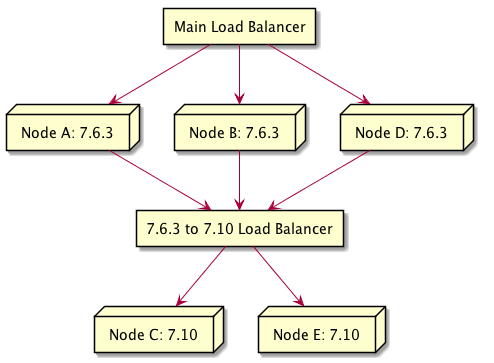 Main Load Balancer
Node A: 7.6.3
Node B: 7.6.3
Node D: 7.6.3
7.6.3 to 7.10 Load Balancer
Node C: 7.10
Node E: 7.10